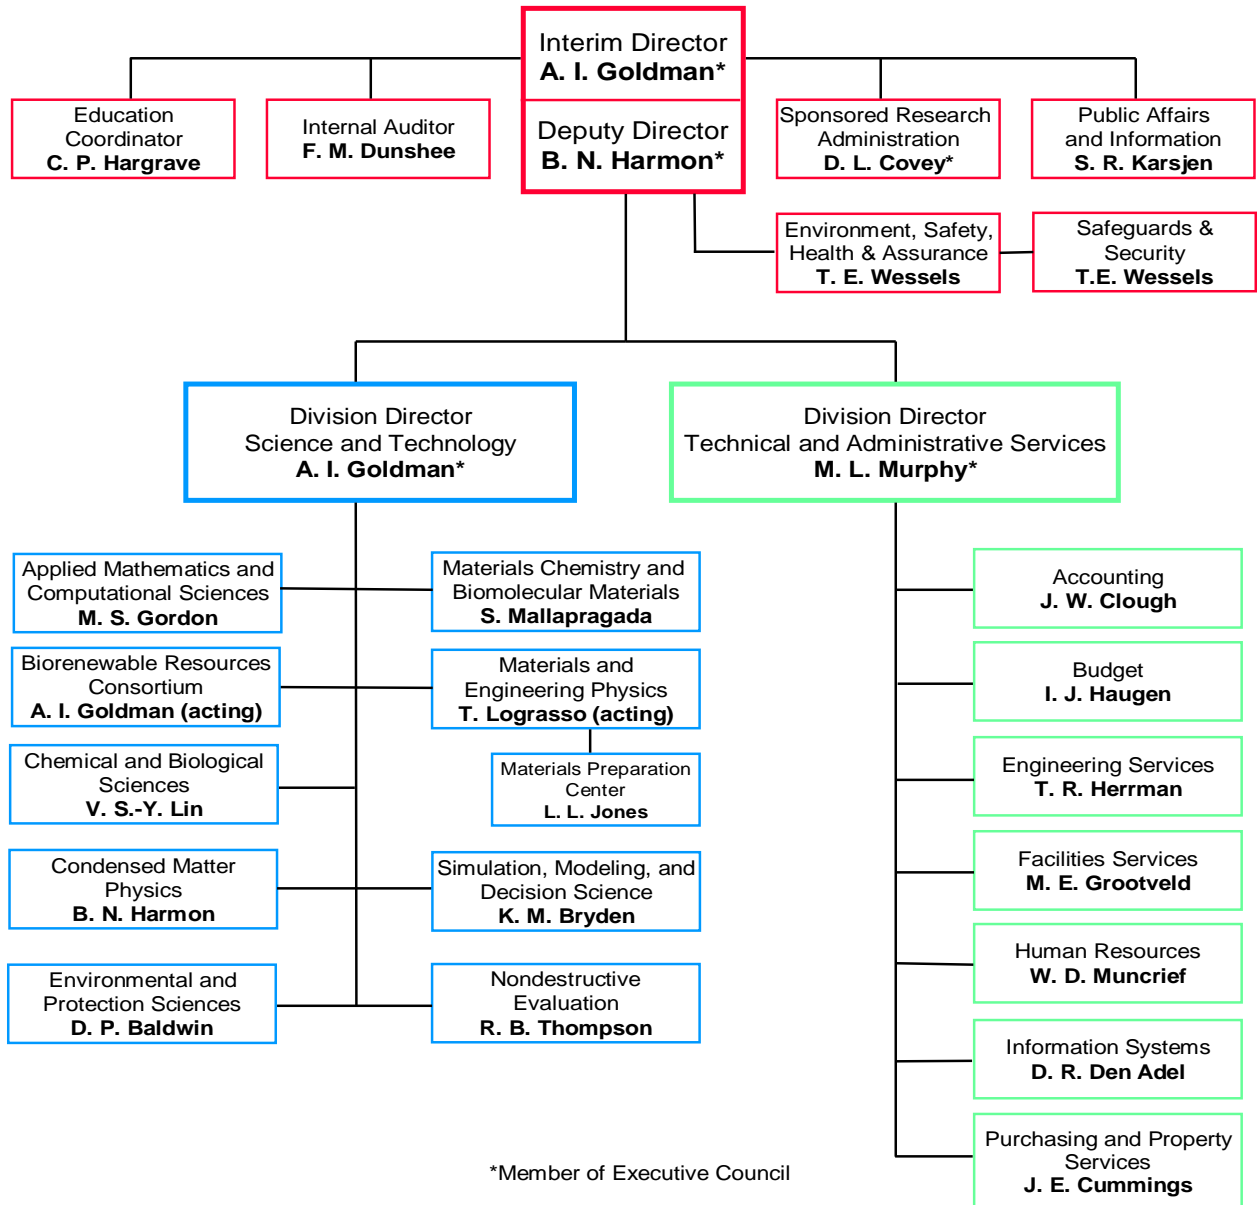 Interim Director
A. I. Goldman*
Deputy Director
B. N. Harmon*
Education
Coordinator
C. P. Hargrave
Internal Auditor
F. M. Dunshee
Sponsored Research
Administration
D. L. Covey*
Public Affairs
and Information
S. R. Karsjen
Environment, Safety,
Health & Assurance
T. E. Wessels
Safeguards &
Security
T.E. Wessels
Division Director
Science and Technology
A. I. Goldman*
Division Director
Technical and Administrative Services
M. L. Murphy*
Applied Mathematics and
Computational Sciences
M. S. Gordon
Materials Chemistry and
Biomolecular Materials
S. Mallapragada
Biorenewable Resources
Consortium
A. I. Goldman (acting)
Materials and
Engineering Physics
T. Lograsso (acting)
Chemical and Biological
Sciences
V. S.-Y. Lin
Materials Preparation
Center
L. L. Jones
Condensed Matter
Physics
B. N. Harmon
Simulation, Modeling, and
Decision Science
K. M. Bryden
Environmental and
Protection Sciences
D. P. Baldwin
Nondestructive
Evaluation
R. B. Thompson
Accounting
J. W. Clough
Budget
I. J. Haugen
Engineering Services
T. R. Herrman
Facilities Services
M. E. Grootveld
Human Resources
W. D. Muncrief
Information Systems
D. R. Den Adel
Purchasing and Property
Services
J. E. Cummings
*Member of Executive Council